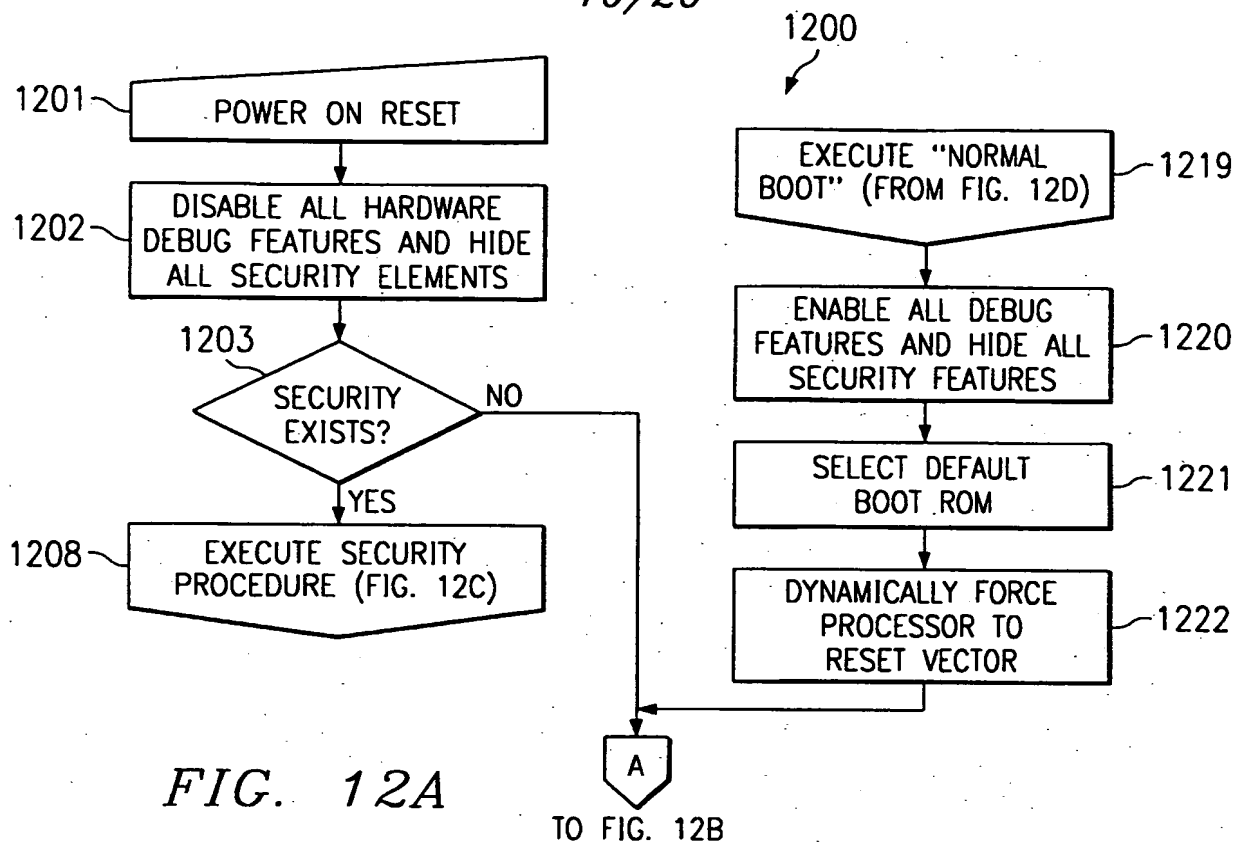 1200
1201
POWER ON RESET
1202
DISABLE ALL HARDWARE
DEBUG FEATURES AND HIDE
ALL SECURITY ELEMENTS
1203
SECURITY
EXISTS?
NO
YES
1208
EXECUTE SECURITY
PROCEDURE (FIG. 12C)
EXECUTE "NORMAL
BOOT" (FROM FIG. 12D)
1219
ENABLE ALL DEBUG
FEATURES AND HIDE ALL
SECURITY FEATURES
1220
SELECT DEFAULT
BOOT ROM
1221
DYNAMICALLY FORCE
PROCESSOR TO
RESET VECTOR
1222
A
TO FIG. 12B
FIG. 12A